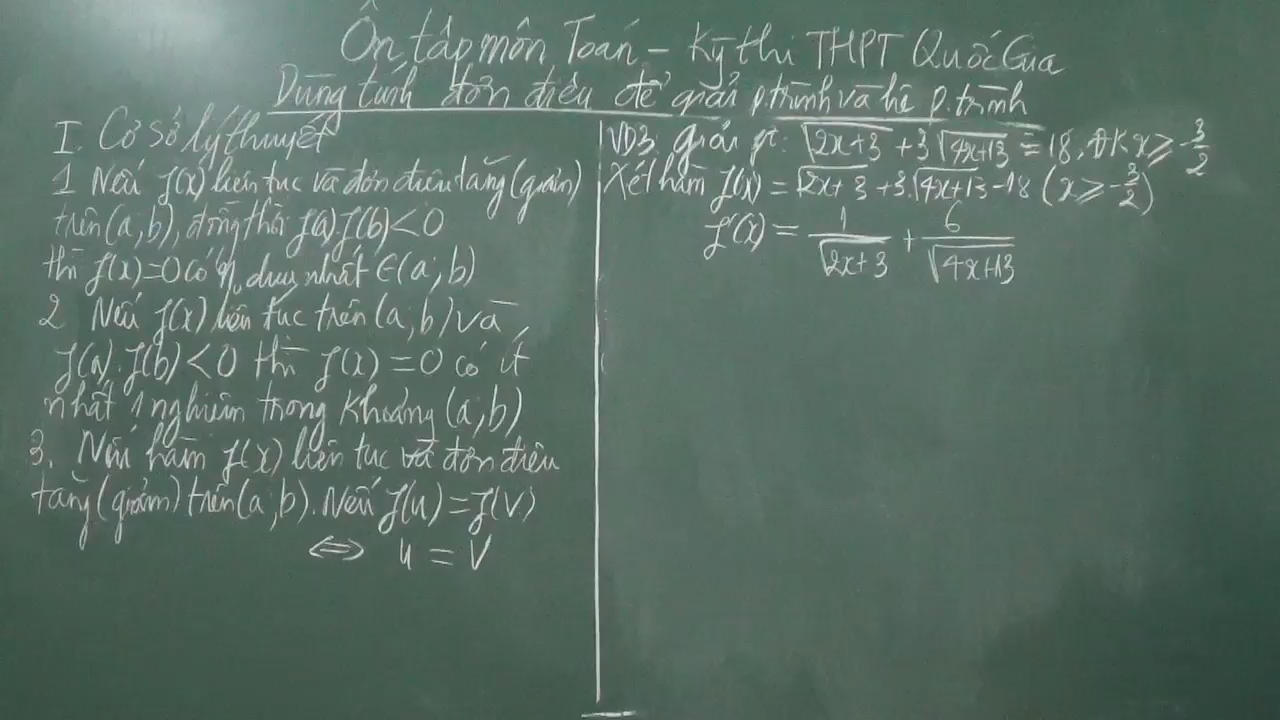 Ôn tập môn Toán – Kỳ thi THPT Quốc Gia
Dùng tính đơn điệu để giải p.trình và hệ p.trình
I. Cơ sở lý thuyết
1 Nếu f(x) liên tục và đơn điệu tăng (giảm)
trên (a,b), đồng thời f(a).f(b)<0
thì f(x)=0 có n₀ duy nhất ∈(a;b)
2 Nếu f(x) liên tục trên (a,b) và
f(a).f(b)<0 thì f(x)=0 có ít
nhất 1 nghiệm trong khoảng (a;b)
3. Nếu hàm f(x) liên tục và đơn điệu
tăng (giảm) trên (a;b). Nếu f(u)=f(v)
⇔ u = v
VD3: giải pt: √(2x+3) + 3√(4x+13) = 18, ĐK x ≥ -3/2
Xét hàm f(x) = √(2x+3) + 3.√(4x+13) - 18 (x ≥ -3/2)
f'(x) = 1/√(2x+3) + 6/√(4x+13)